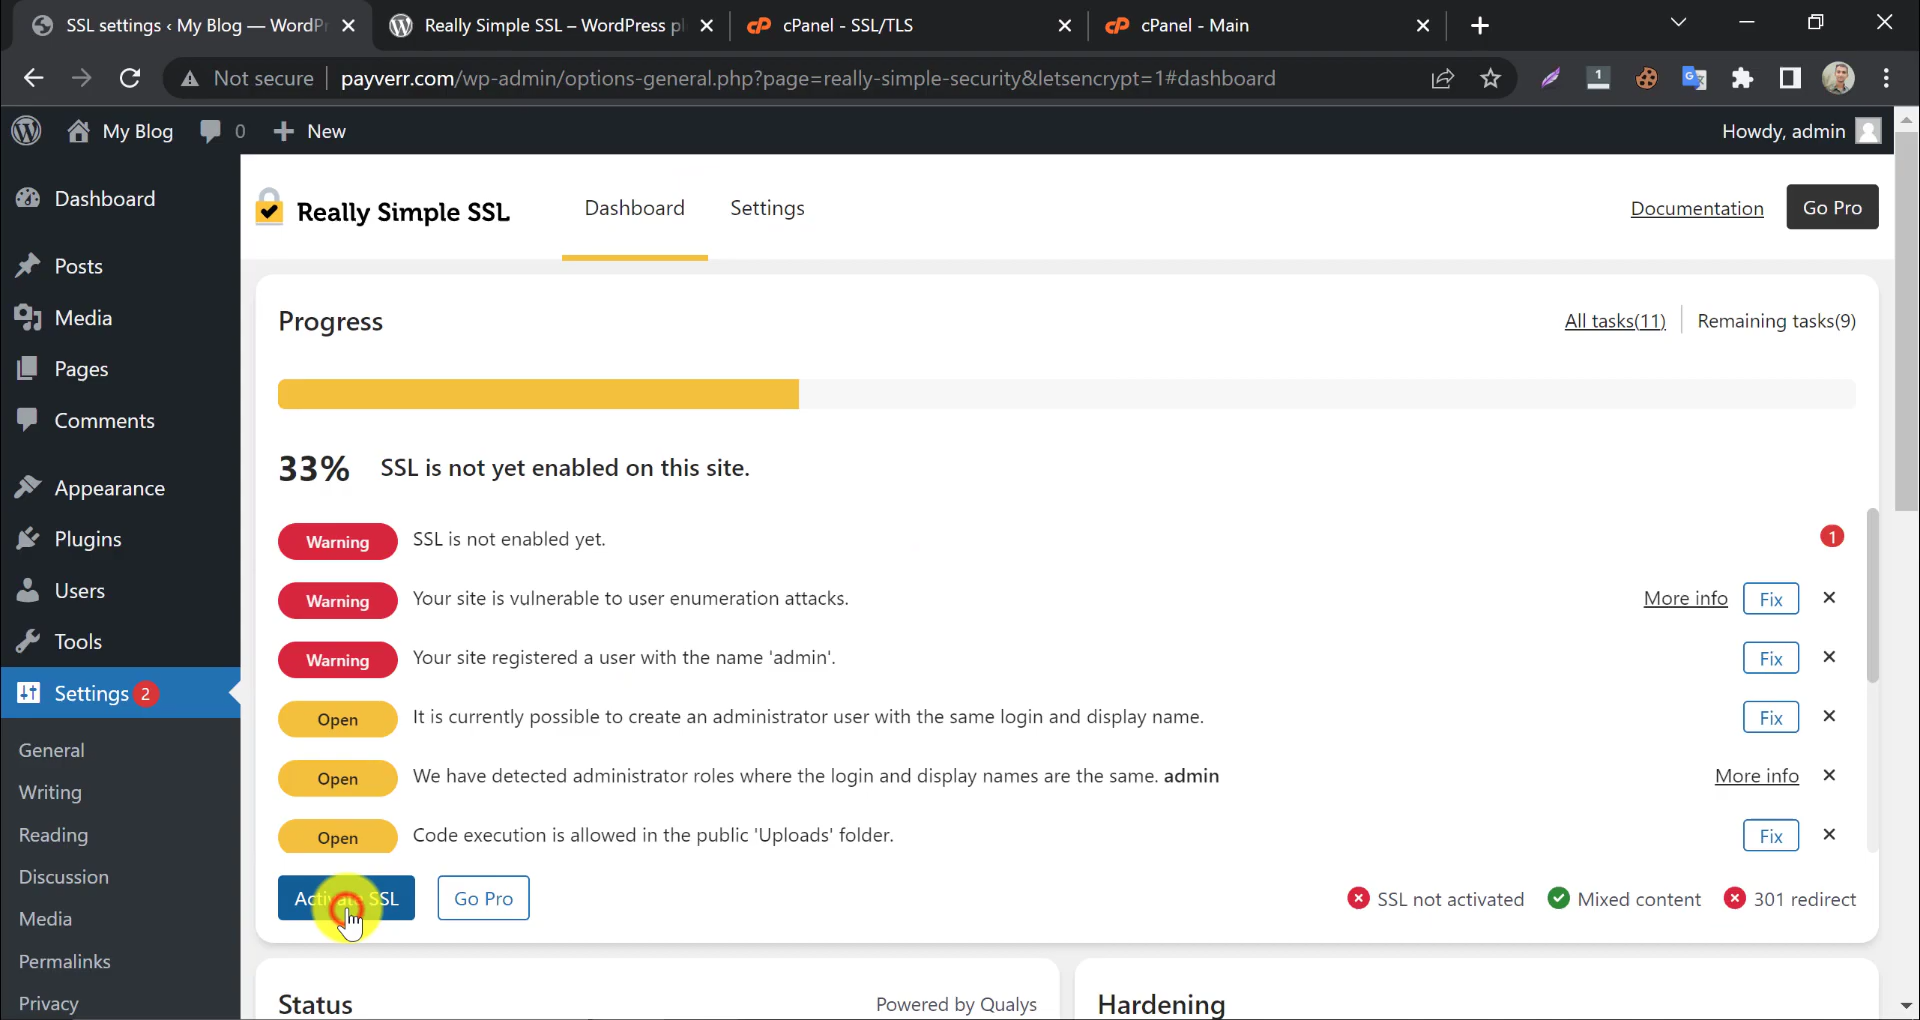 SSL settings ‹ My Blog — WordPr
Really Simple SSL – WordPress pl
cPanel - SSL/TLS
cPanel - Main
Not secure
payverr.com/wp-admin/options-general.php?page=really-simple-security&letsencrypt=1#dashboard
1
My Blog
0
New
Howdy, admin
Dashboard
Posts
Media
Pages
Comments
Appearance
Plugins
Users
Tools
Settings 2
General
Writing
Reading
Discussion
Media
Permalinks
Privacy
Really Simple SSL
Dashboard
Settings
Documentation
Go Pro
Progress
All tasks(11)
Remaining tasks(9)
33% SSL is not yet enabled on this site.
Warning SSL is not enabled yet. 1
Warning Your site is vulnerable to user enumeration attacks. More info Fix
Warning Your site registered a user with the name 'admin'. Fix
Open It is currently possible to create an administrator user with the same login and display name. Fix
Open We have detected administrator roles where the login and display names are the same. admin More info
Open Code execution is allowed in the public 'Uploads' folder. Fix
Activate SSL
Go Pro
SSL not activated
Mixed content
301 redirect
Status
Powered by Qualys
Hardening